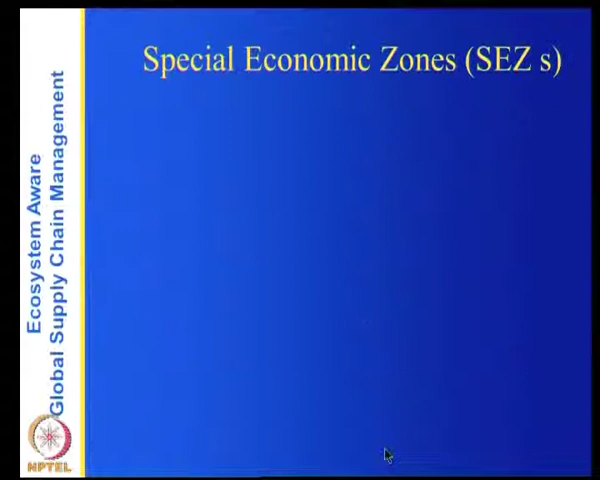 Special Economic Zones (SEZ s)
Ecosystem Aware
Global Supply Chain Management
NPTEL